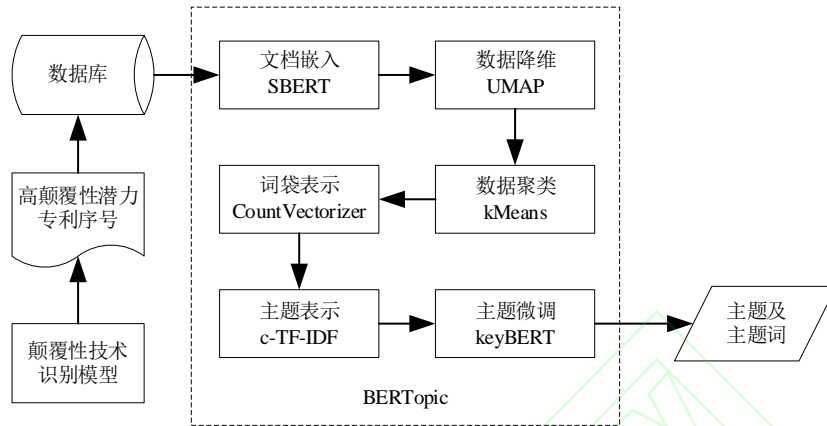 数据库
文档嵌入
SBERT
数据降维
UMAP
高颠覆性潜力
专利序号
词袋表示
CountVectorizer
数据聚类
kMeans
颠覆性技术
识别模型
主题表示
c-TF-IDF
主题微调
keyBERT
主题及
主题词
BERTopic